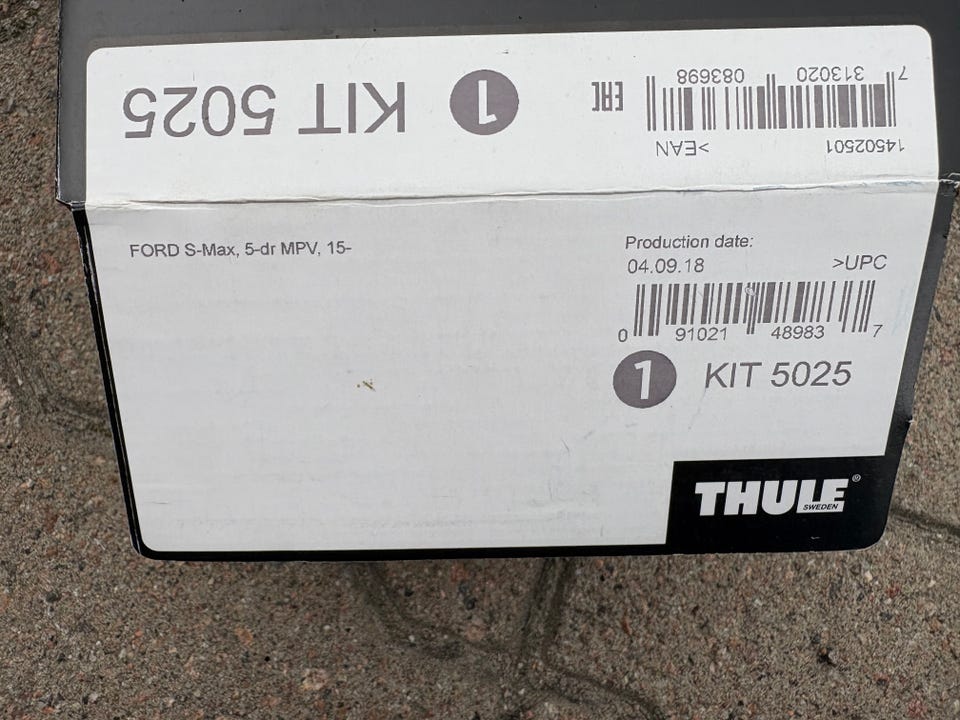 KIT 5025
1
EAC
7 313020 083698
14502501 >EAN
FORD S-Max, 5-dr MPV, 15-
Production date:
04.09.18 >UPC
0 91021 48983 7
1 KIT 5025
THULE®
SWEDEN